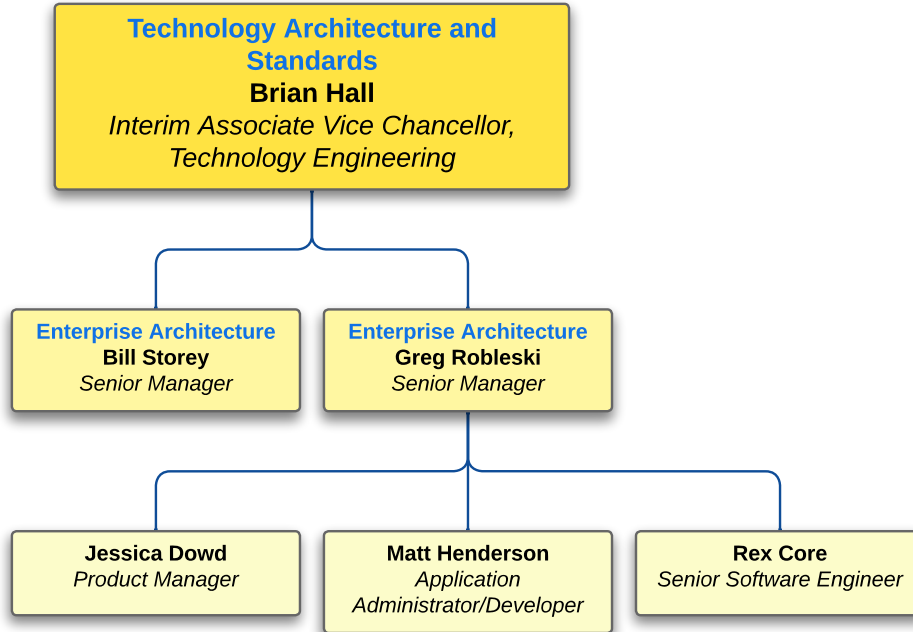 Technology Architecture and
Standards
Brian Hall
Interim Associate Vice Chancellor,
Technology Engineering
Enterprise Architecture
Bill Storey
Senior Manager
Enterprise Architecture
Greg Robleski
Senior Manager
Jessica Dowd
Product Manager
Matt Henderson
Application
Administrator/Developer
Rex Core
Senior Software Engineer